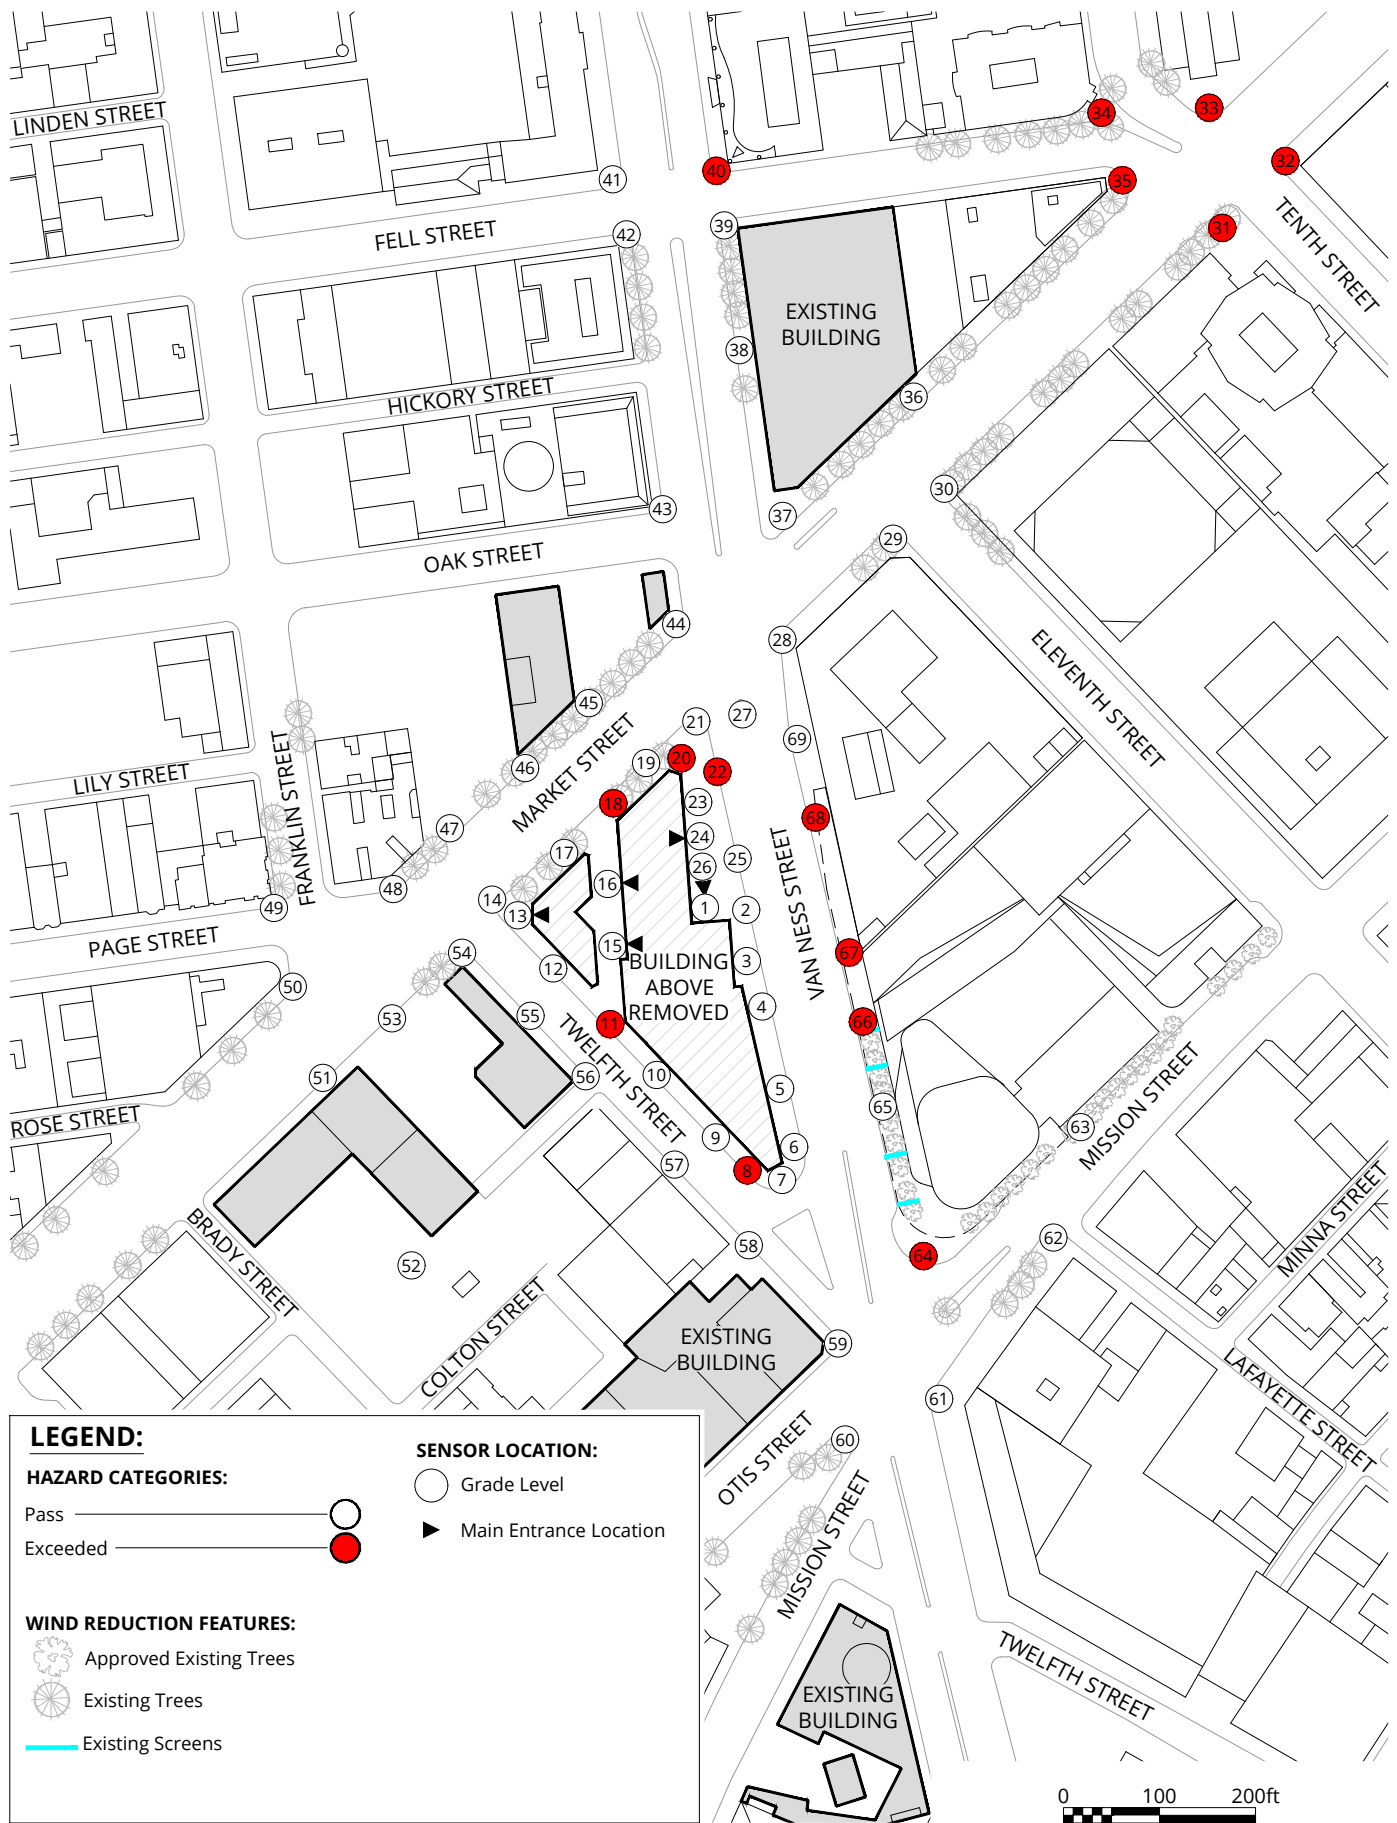 34
33
LINDEN STREET
32
40
41
35
TENTH STREET
39
31
42
FELL STREET
EXISTING
BUILDING
38
HICKORY STREET
36
30
43
37
29
OAK STREET
44
28
ELEVENTH STREET
45
21
27
69
MARKET STREET
20
19
46
22
LILY STREET
FRANKLIN STREET
18
23
68
47
24
17
25
26
VAN NESS STREET
16
48
14
49
13
1
2
PAGE STREET
15
54
67
BUILDING
ABOVE
REMOVED
3
12
50
4
55
53
11
66
TWELFTH STREET
10
51
56
5
65
ROSE STREET
63
MISSION STREET
9
6
57
8
7
MINNA STREET
BRADY STREET
62
58
64
52
COLTON STREET
EXISTING
BUILDING
59
LAFAYETTE STREET
61
OTIS STREET
60
MISSION STREET
TWELFTH STREET
EXISTING
BUILDING
LEGEND:
HAZARD CATEGORIES:
Pass
Exceeded
SENSOR LOCATION:
Grade Level
Main Entrance Location
WIND REDUCTION FEATURES:
Approved Existing Trees
Existing Trees
Existing Screens
0 100 200ft